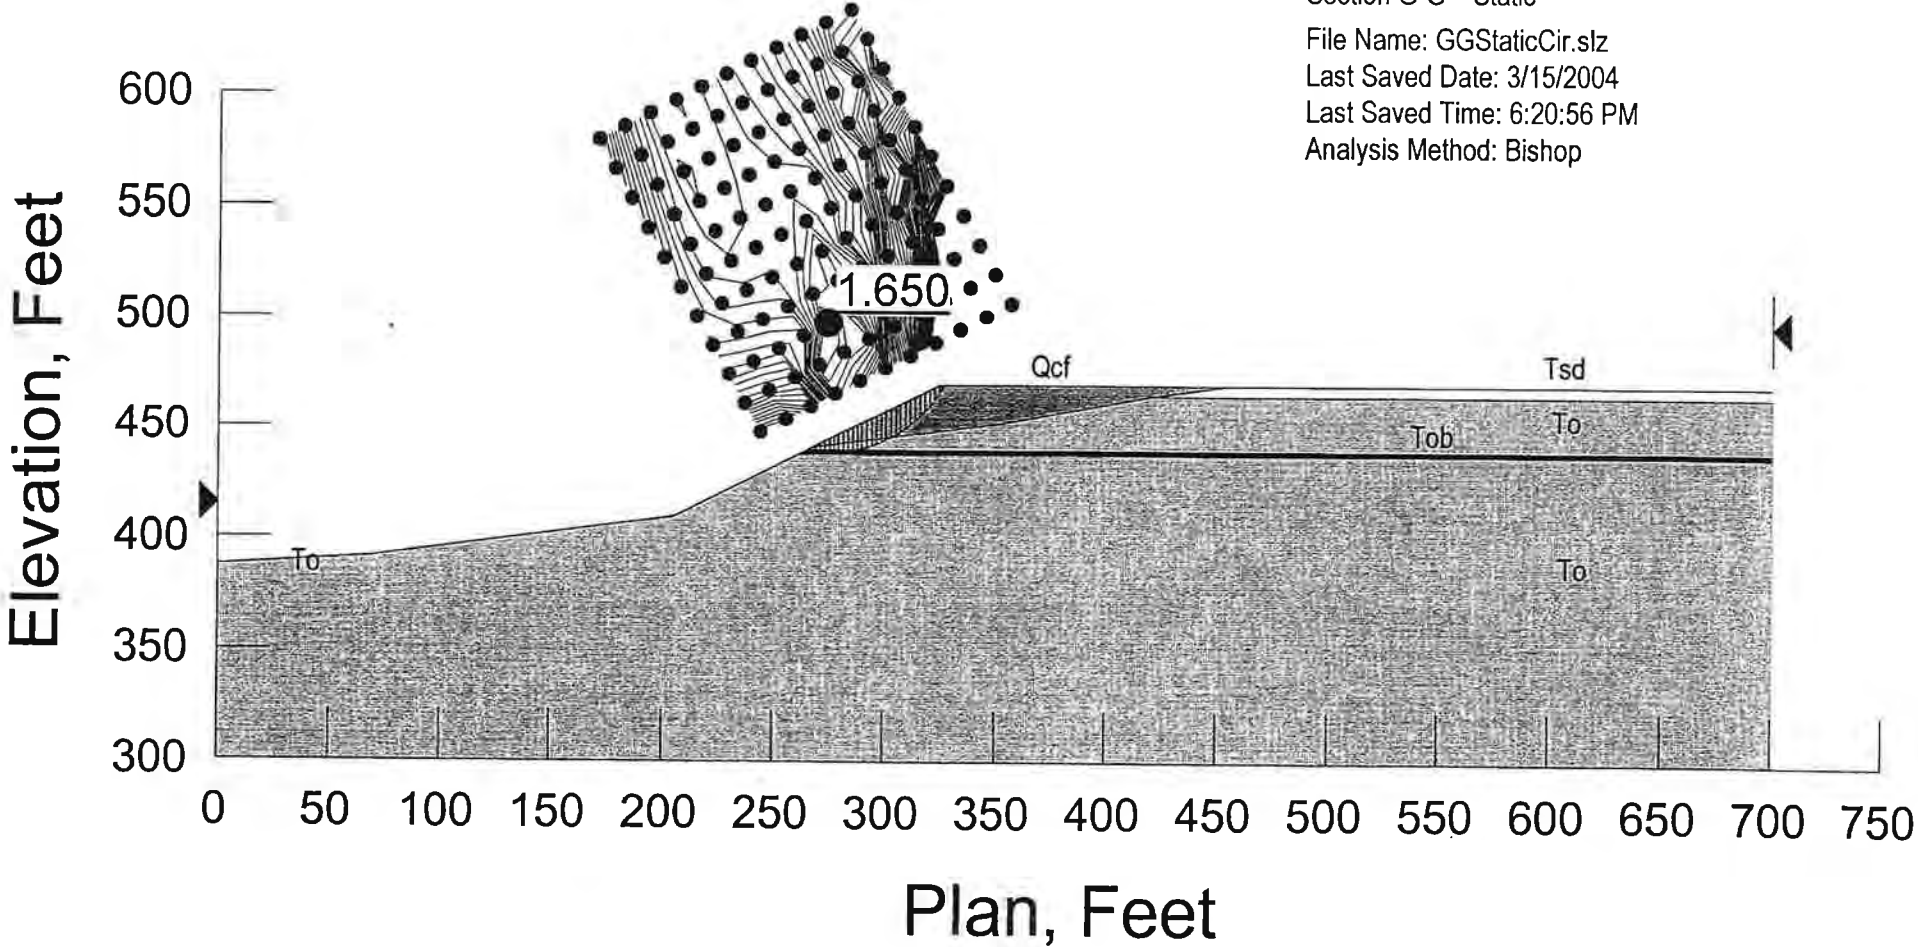 File Name: GGStaticCir.slz
Last Saved Date: 3/15/2004
Last Saved Time: 6:20:56 PM
Analysis Method: Bishop
600
550
500
450
400
350
300
Elevation, Feet
1.650
Qcf
Tsd
To
Tob
To
To
0 50 100 150 200 250 300 350 400 450 500 550 600 650 700 750
Plan, Feet